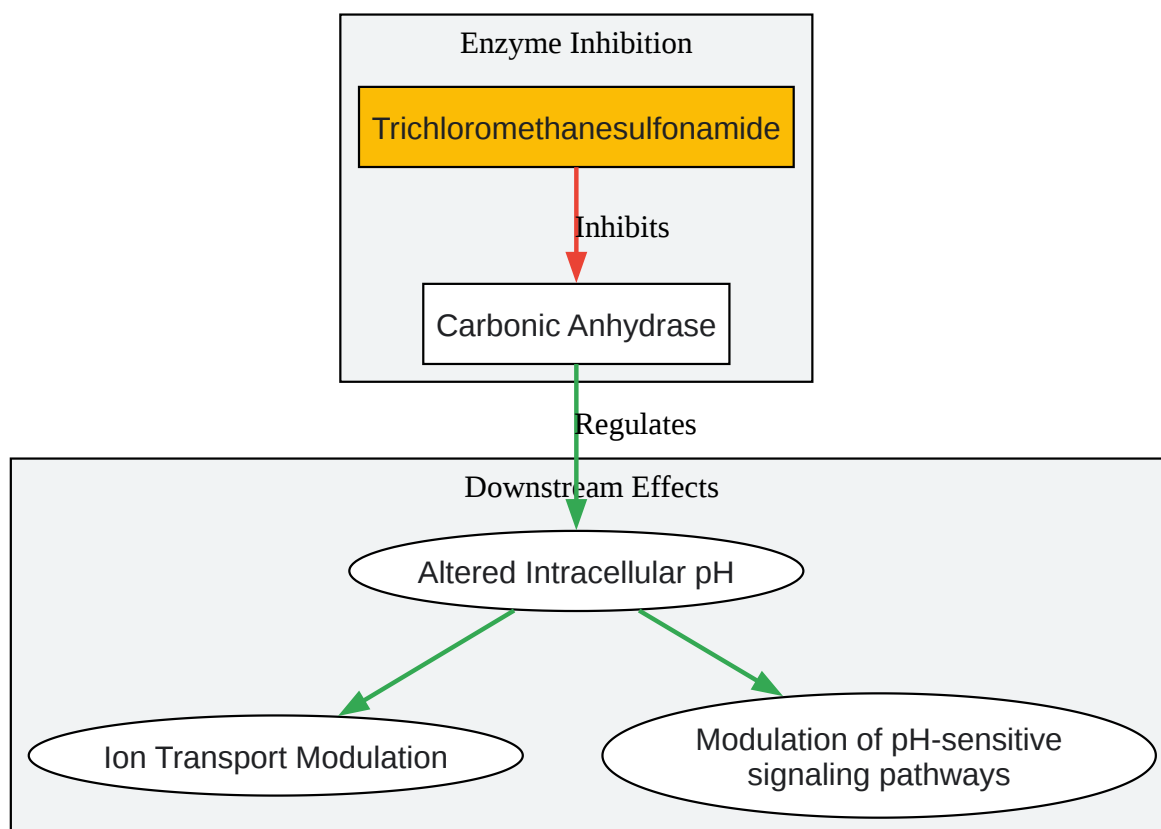 Enzyme Inhibition
Trichloromethanesulfonamide
Inhibits
Carbonic Anhydrase
Regulates
Downstream Effects
Altered Intracellular pH
Ion Transport Modulation
Modulation of pH-sensitive
signaling pathways